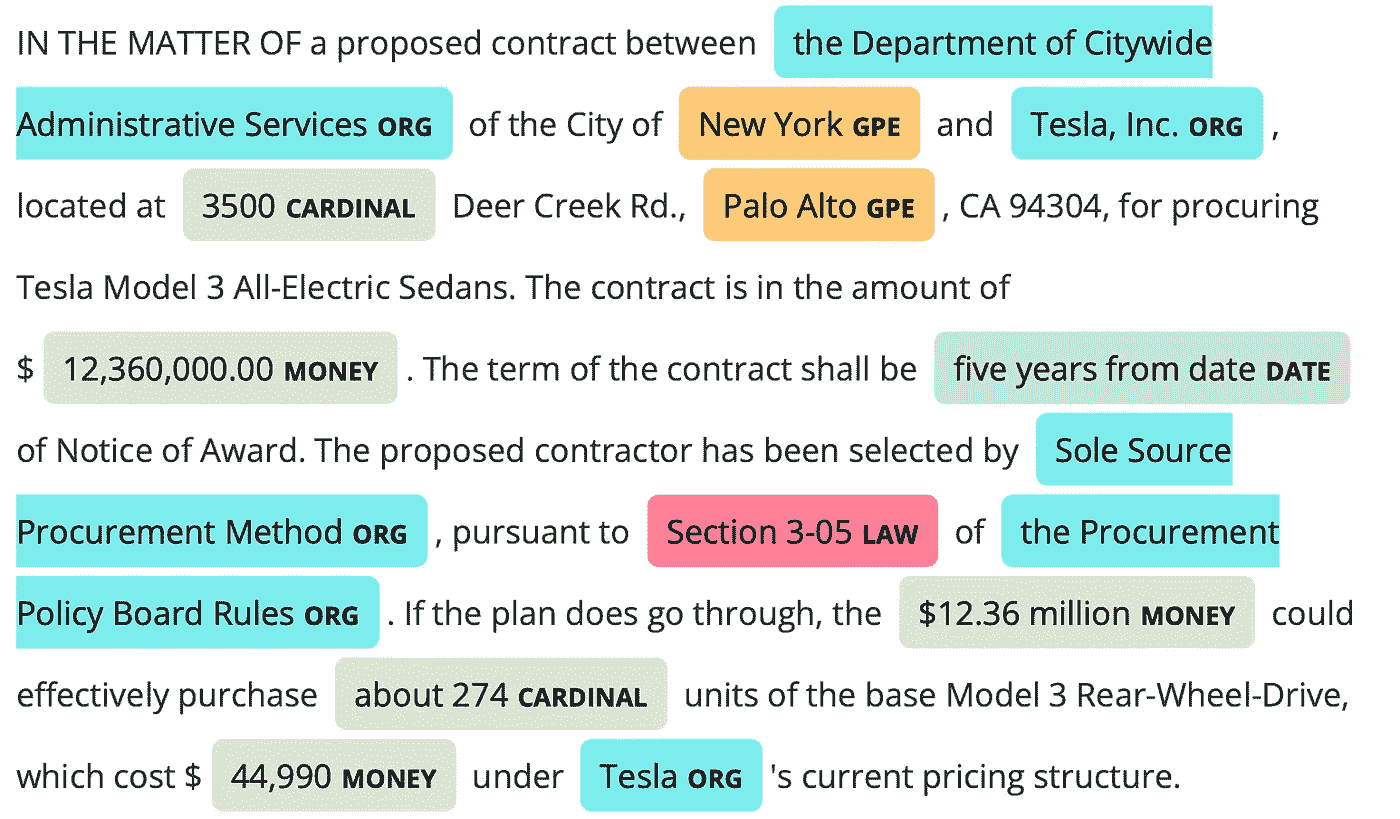 IN THE MATTER OF a proposed contract between the Department of Citywide
Administrative Services ORG of the City of New York GPE and Tesla, Inc. ORG ,
located at 3500 CARDINAL Deer Creek Rd., Palo Alto GPE , CA 94304, for procuring
Tesla Model 3 All-Electric Sedans. The contract is in the amount of
$ 12,360,000.00 MONEY . The term of the contract shall be five years from date DATE
of Notice of Award. The proposed contractor has been selected by Sole Source
Procurement Method ORG , pursuant to Section 3-05 LAW of the Procurement
Policy Board Rules ORG . If the plan does go through, the $12.36 million MONEY could
effectively purchase about 274 CARDINAL units of the base Model 3 Rear-Wheel-Drive,
which cost $ 44,990 MONEY under Tesla ORG 's current pricing structure.